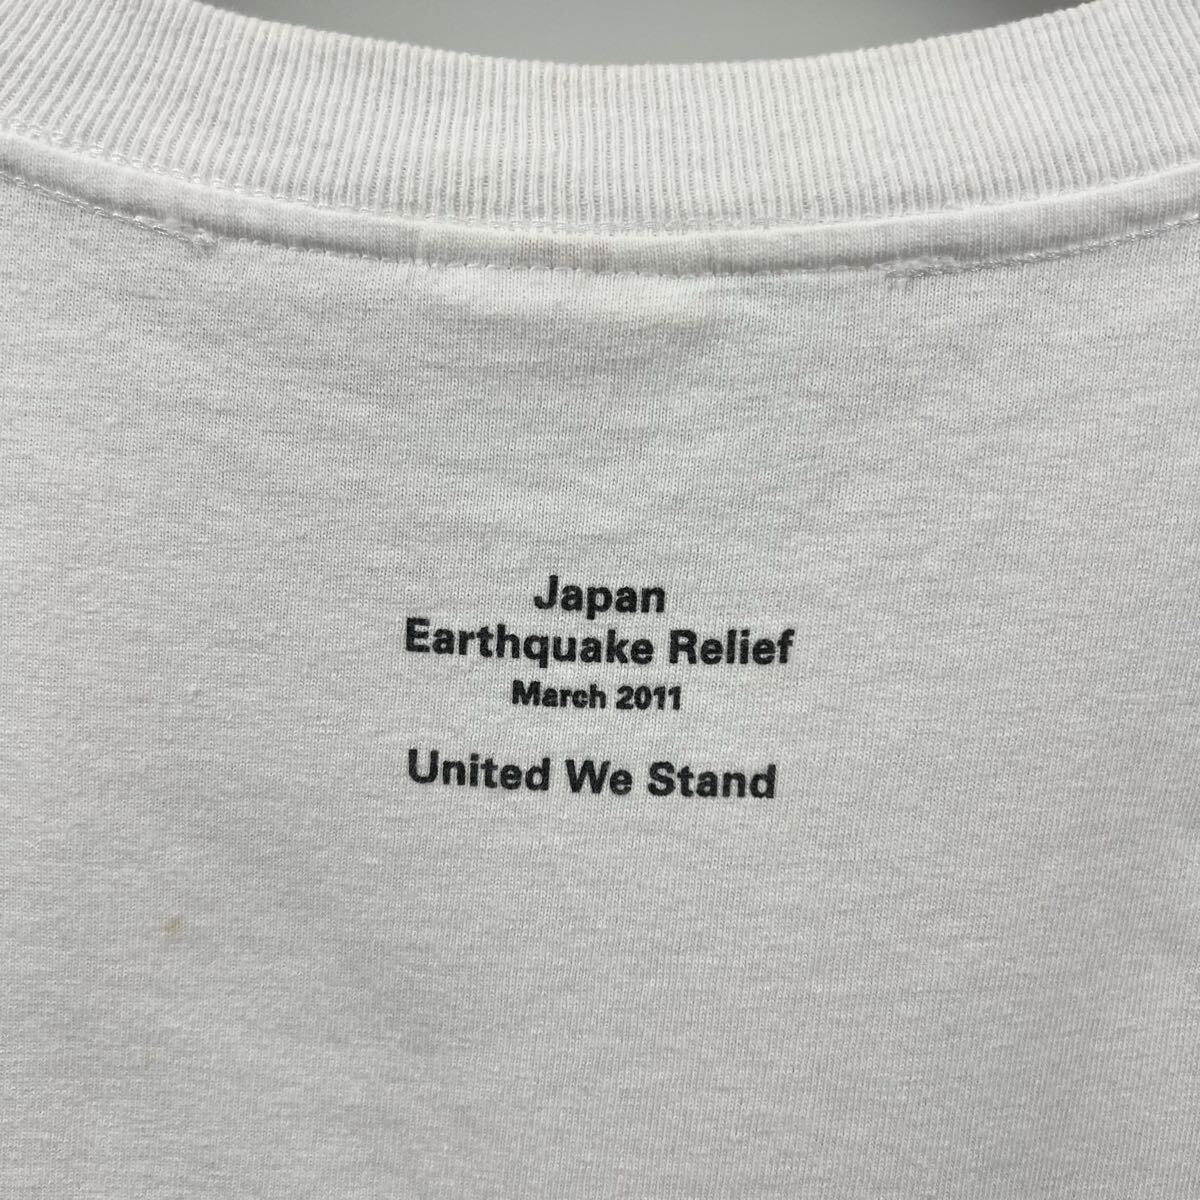 Japan
Earthquake Relief
March 2011
United We Stand